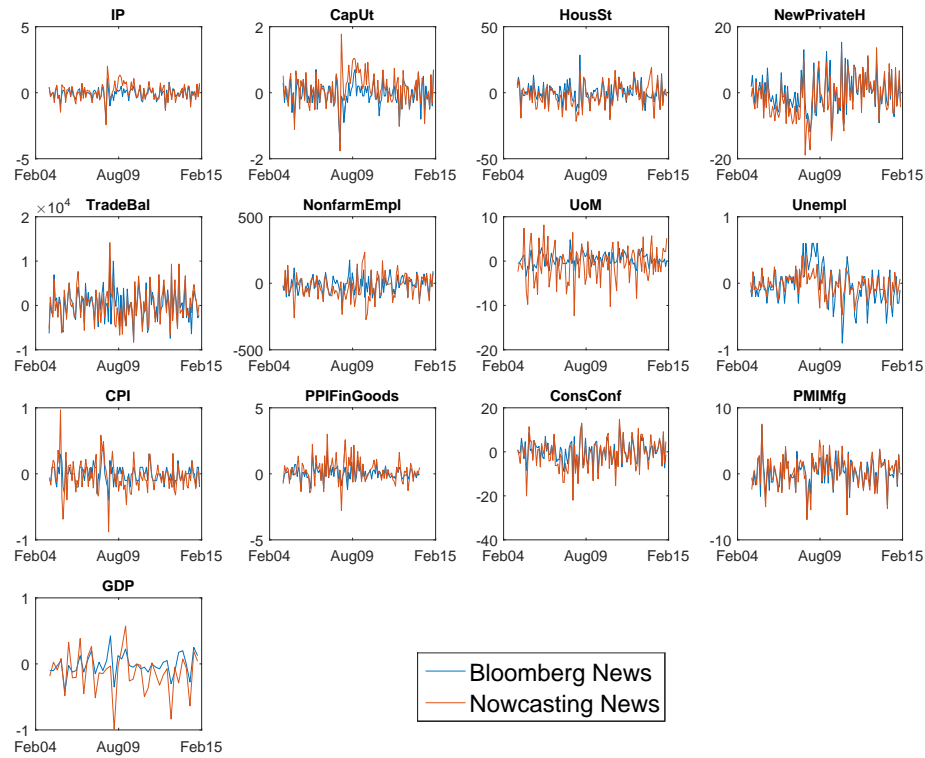 IP
5
0
-5
Feb04 Aug09 Feb15
CapUt
2
0
-2
Feb04 Aug09 Feb15
HousSt
50
0
-50
Feb04 Aug09 Feb15
NewPrivateH
20
0
-20
Feb04 Aug09 Feb15
TradeBal
×10⁴
2
1
0
-1
Feb04 Aug09 Feb15
NonfarmEmpl
500
0
-500
Feb04 Aug09 Feb15
UoM
10
0
-10
-20
Feb04 Aug09 Feb15
Unempl
1
0
-1
Feb04 Aug09 Feb15
CPI
1
0
-1
Feb04 Aug09 Feb15
PPIFinGoods
5
0
-5
Feb04 Aug09 Feb15
ConsConf
20
0
-20
-40
Feb04 Aug09 Feb15
PMIMfg
10
0
-10
Feb04 Aug09 Feb15
GDP
1
0
-1
Feb04 Aug09 Feb15
Bloomberg News
Nowcasting News